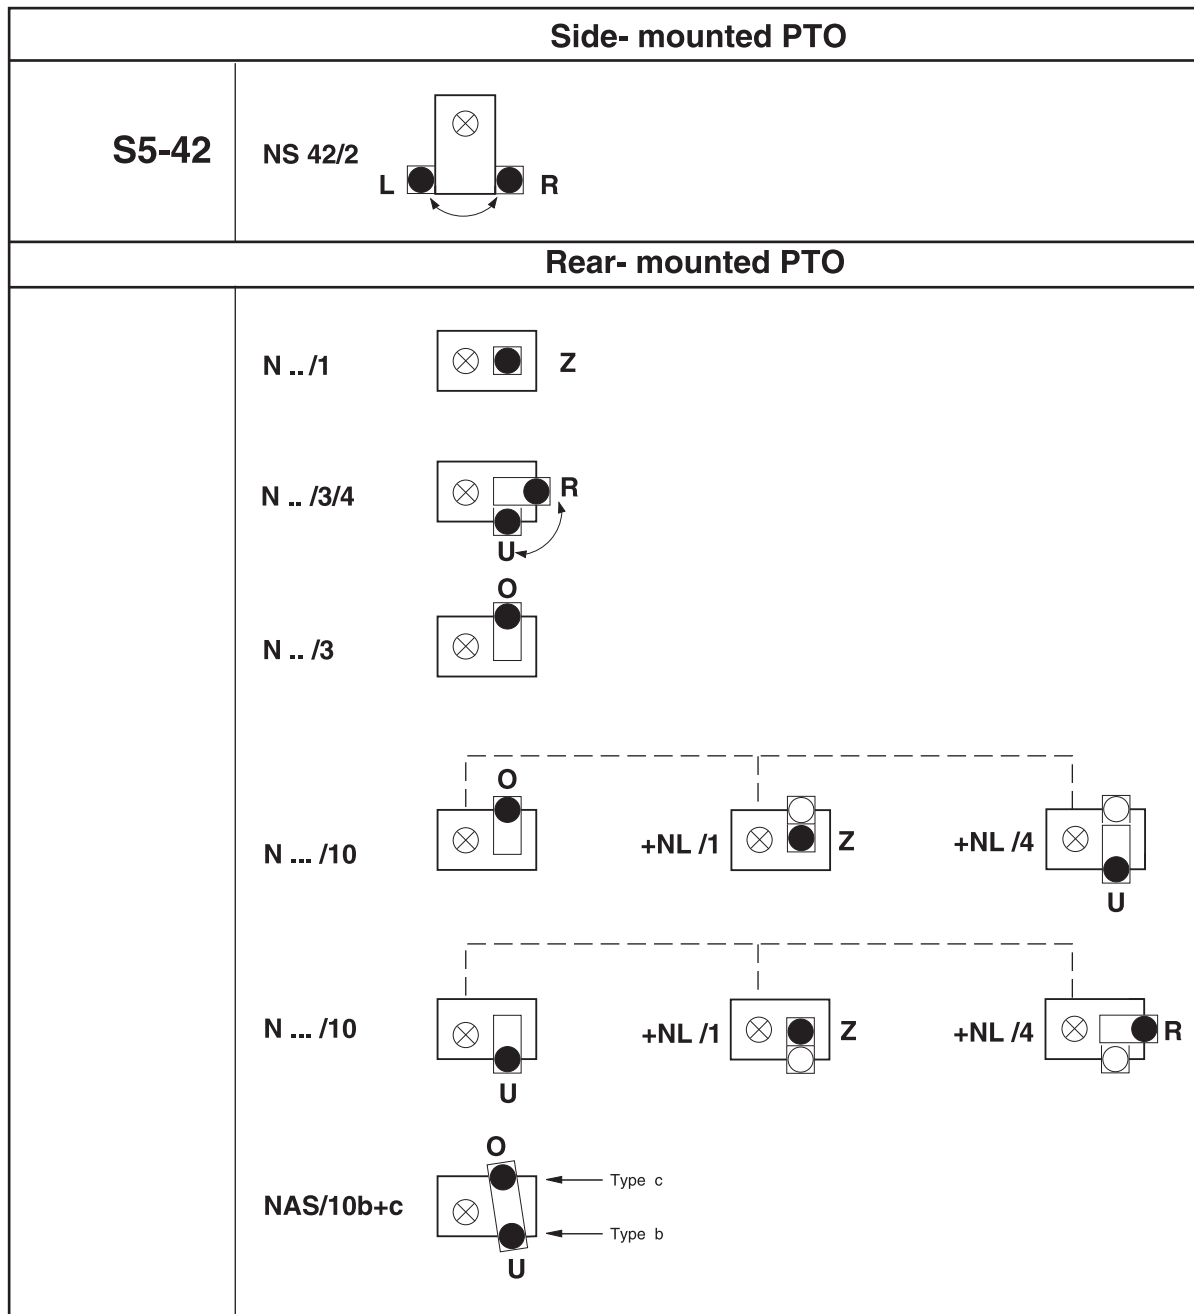 Side- mounted PTO
S5-42
NS 42/2
L
R
Rear- mounted PTO
N .. /1
Z
N .. /3/4
R
U
O
N .. /3
O
N ... /10
+NL /1
Z
+NL /4
U
N ... /10
U
+NL /1
Z
+NL /4
R
O
Type c
NAS/10b+c
Type b
U